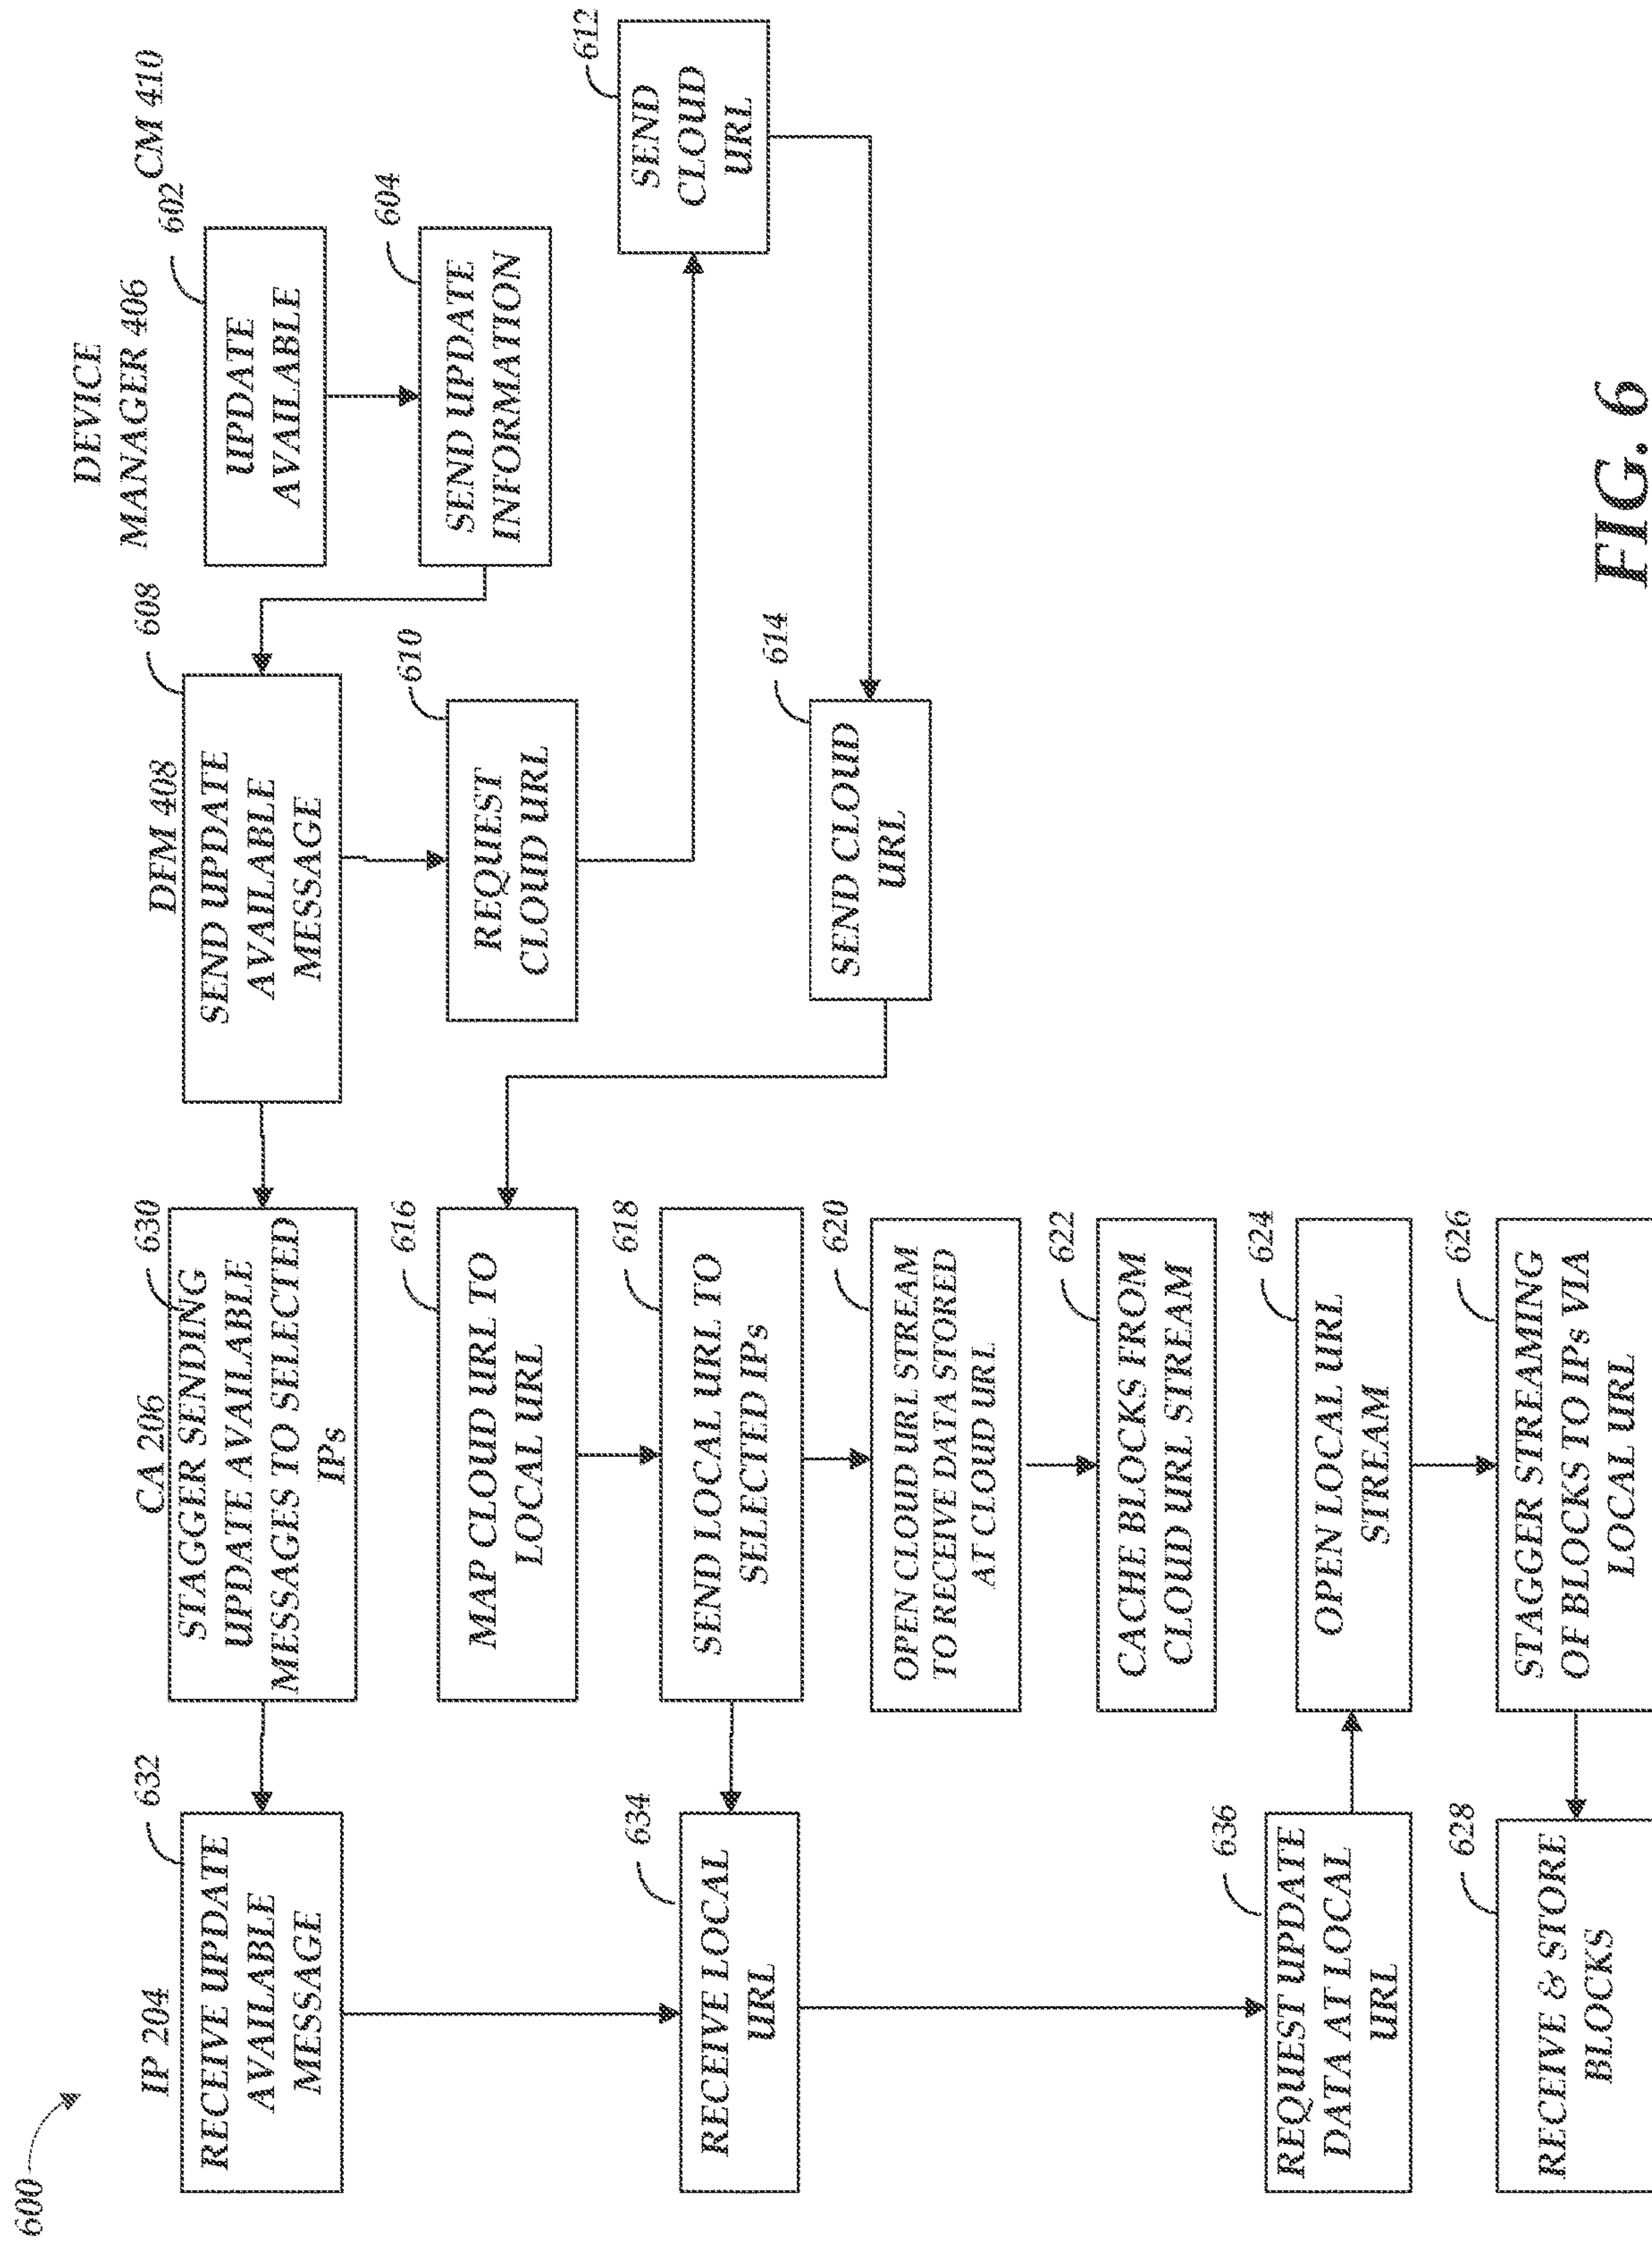 600
IP 204
CA 206
DFM 408
DEVICE
MANAGER 406
CM 410
632
RECEIVE UPDATE
AVAILABLE
MESSAGE
630
STAGGER SENDING
UPDATE AVAILABLE
MESSAGES TO SELECTED
IPs
608
SEND UPDATE
AVAILABLE
MESSAGE
602
UPDATE
AVAILABLE
604
SEND UPDATE
INFORMATION
610
REQUEST
CLOUD URL
612
SEND
CLOUD
URL
614
SEND CLOUD
URL
616
MAP CLOUD URL TO
LOCAL URL
634
RECEIVE LOCAL
URL
618
SEND LOCAL URL TO
SELECTED IPs
620
OPEN CLOUD URL STREAM
TO RECEIVE DATA STORED
AT CLOUD URL
622
CACHE BLOCKS FROM
CLOUD URL STREAM
636
REQUEST UPDATE
DATA AT LOCAL
URL
624
OPEN LOCAL URL
STREAM
628
RECEIVE & STORE
BLOCKS
626
STAGGER STREAMING
OF BLOCKS TO IPs VIA
LOCAL URL
FIG. 6